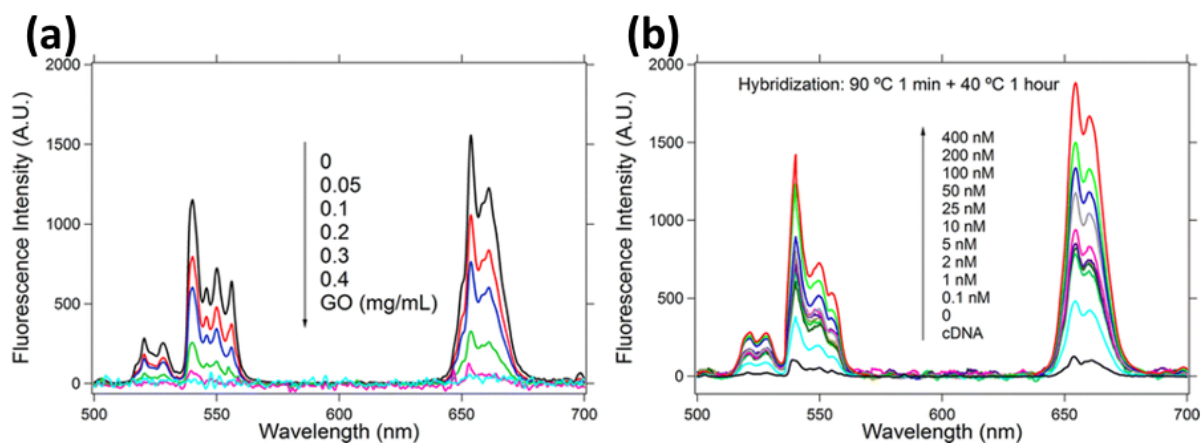 (a)
2000
1500
1000
500
0
Fluorescence Intensity (A.U.)
0
0.05
0.1
0.2
0.3
0.4
GO (mg/mL)
500 550 600 650 700
Wavelength (nm)
(b)
2000
1500
1000
500
0
Fluorescence Intensity (A.U.)
Hybridization: 90 ºC 1 min + 40 ºC 1 hour
400 nM
200 nM
100 nM
50 nM
25 nM
10 nM
5 nM
2 nM
1 nM
0.1 nM
0
cDNA
500 550 600 650 700
Wavelength (nm)